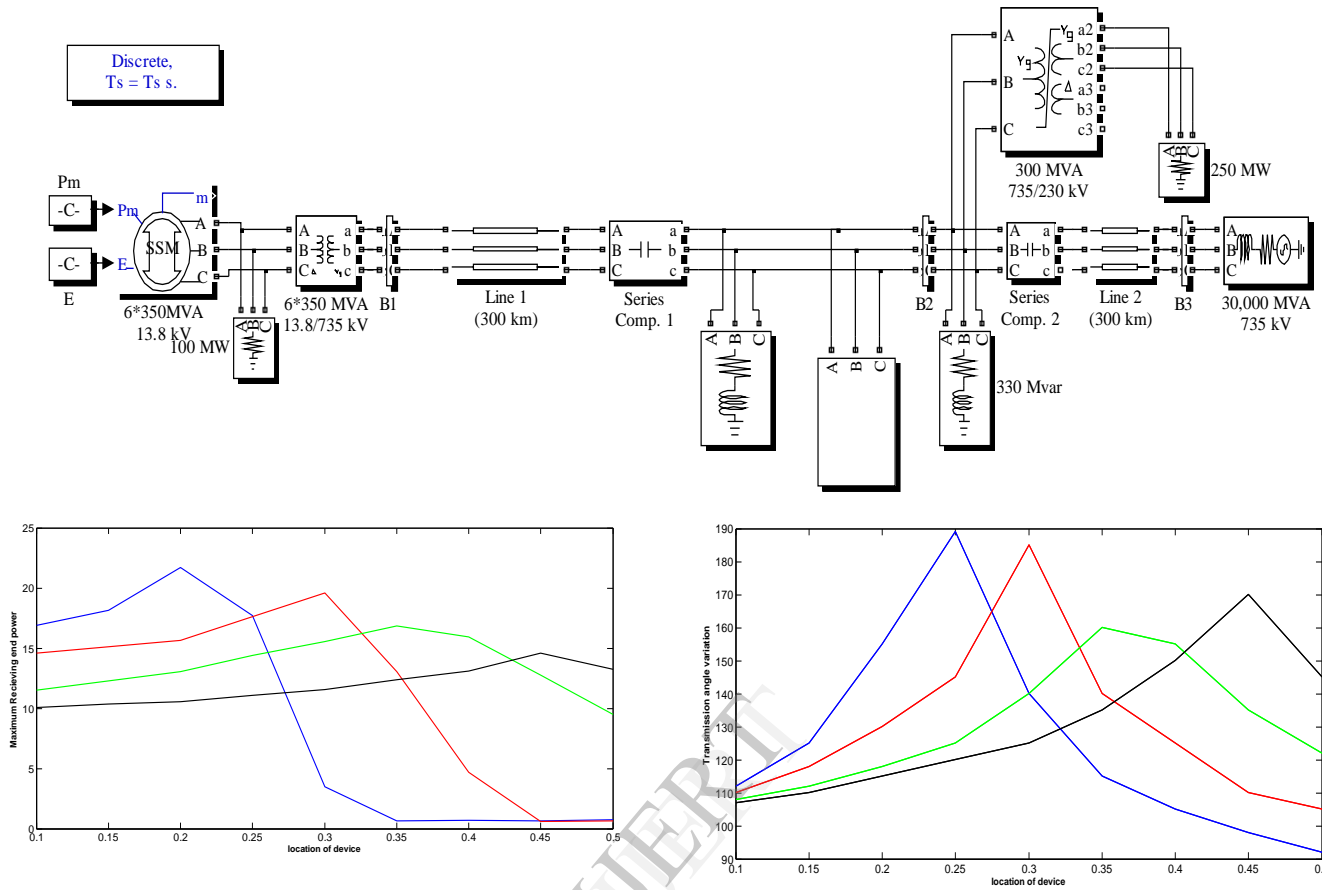 Discrete,
Ts = Ts s.
Pm
-C-
Pm
m
SSM
E
-C-
E
A
B
C
6*350MVA
13.8 kV
A B C
100 MW
A a
B b
C c
Δ Yg
6*350 MVA
13.8/735 kV
B1
Line 1
(300 km)
A a
B b
C c
Series
Comp. 1
A B C
A B C
B2
A B C
330 Mvar
A
B
C
Yg
Yg
Δ
a2
b2
c2
a3
b3
c3
300 MVA
735/230 kV
A B C
250 MW
A a
B b
C c
Series
Comp. 2
Line 2
(300 km)
B3
A
B
C
30,000 MVA
735 kV
25
20
15
10
5
0
0.1 0.15 0.2 0.25 0.3 0.35 0.4 0.45 0.5
location of device
Maximum Recieving end power
190
180
170
160
150
140
130
120
110
100
90
0.1 0.15 0.2 0.25 0.3 0.35 0.4 0.45
location of device
Transmission angle variation
IJERT